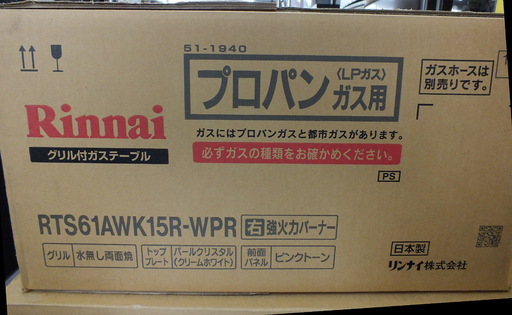 51-1940
プロパン〈LPガス〉ガス用
ガスホースは
別売りです。
Rinnai
グリル付ガステーブル
ガスにはプロパンガスと都市ガスがあります。
必ずガスの種類をお確かめください。
PS
RTS61AWK15R-WPR 右 強火力バーナー
グリル 水無し両面焼 トッププレート パールクリスタル(クリームホワイト) 前面パネル ピンクトーン
日本製
リンナイ株式会社